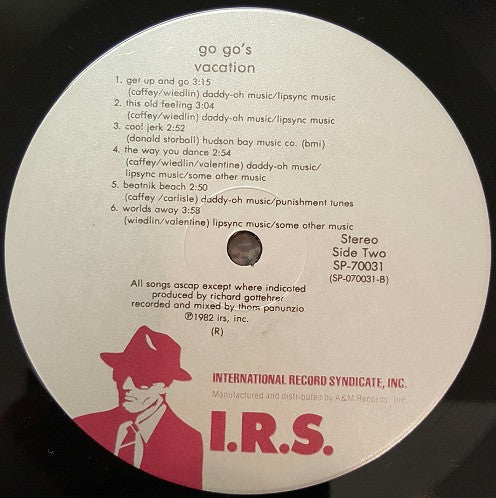 go go's
vacation
1. get up and go 3:15
(caffey/wiedlin) daddy-oh music/lipsync music
2. this old feeling 3:04
(caffey/wiedlin) daddy-oh music/lipsync music
3. cool jerk 2:52
(donald storball) hudson bay music co. (bmi)
4. the way you dance 2:54
(caffey/wiedlin/valentine) daddy-oh music/
lipsync music/some other music
5. beatnik beach 2:50
(caffey /carlisle) daddy-oh music/punishment tunes
6. worlds away 3:58
(wiedlin/valentine) lipsync music/some other music
Stereo
Side Two
SP-70031
(SP-070031-B)
All songs ascap except where indicated
produced by richard gottehrer
recorded and mixed by thom panunzio
℗1982 irs, inc.
(R)
INTERNATIONAL RECORD SYNDICATE, INC.
Manufactured and distributed by A&M Records, Inc.
I.R.S.